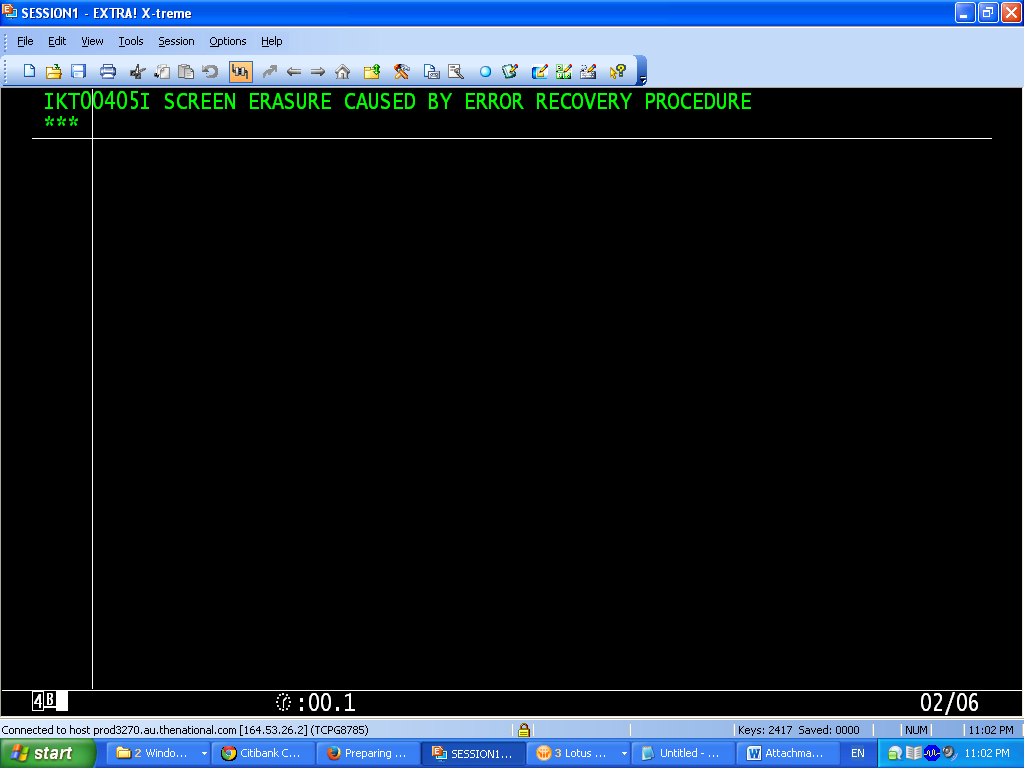 SESSION1 - EXTRA! X-treme
File Edit View Tools Session Options Help
IKT00405I SCREEN ERASURE CAUSED BY ERROR RECOVERY PROCEDURE
***
4B :00.1 02/06
Connected to host prod3270.au.thenational.com [164.53.26.2] (TCPG8785) Keys: 2417 Saved: 0000 NUM 11:02 PM
start 2 Windo... Citibank C... Preparing ... SESSION1... 3 Lotus ... Untitled - ... Attachma... EN 11:02 PM